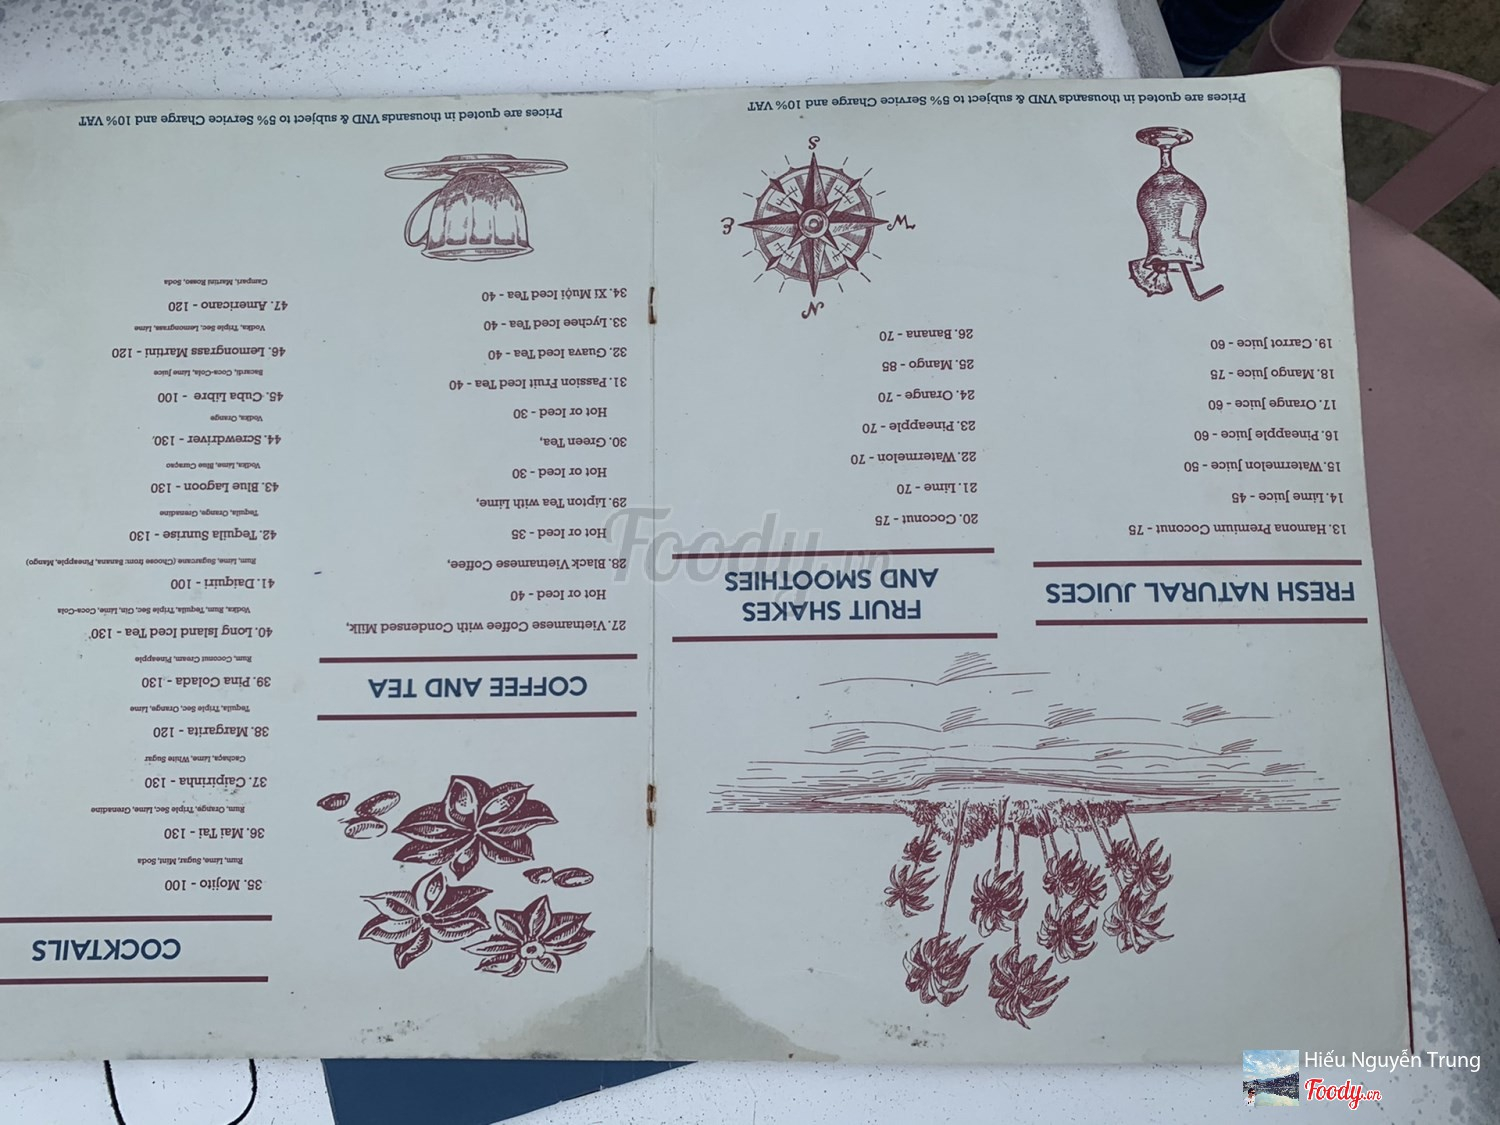 FRESH NATURAL JUICES
13. Hamona Premium Coconut - 75
14. Lime juice - 45
15. Watermelon juice - 50
16. Pineapple juice - 60
17. Orange juice - 60
18. Mango juice - 75
19. Carrot juice - 60
FRUIT SHAKES
AND SMOOTHIES
20. Coconut - 75
21. Lime - 70
22. Watermelon - 70
23. Pineapple - 70
24. Orange - 70
25. Mango - 85
26. Banana - 70
N
W
E
S
Prices are quoted in thousands VND & subject to 5% Service Charge and 10% VAT
COFFEE AND TEA
27. Vietnamese Coffee with Condensed Milk,
Hot or Iced - 40
28. Black Vietnamese Coffee,
Hot or Iced - 35
29. Lipton Tea with Lime,
Hot or Iced - 30
30. Green Tea,
Hot or Iced - 30
31. Passion Fruit Iced Tea - 40
32. Guava Iced Tea - 40
33. Lychee Iced Tea - 40
34. Xí Muội Iced Tea - 40
COCKTAILS
35. Mojito - 100
Rum, Lime, Sugar, Mint, Soda
36. Mai Tai - 130
Rum, Orange, Triple Sec, Lime, Grenadine
37. Caipirinha - 130
Cachaça, Lime, White Sugar
38. Margarita - 120
Tequila, Triple Sec, Orange, Lime
39. Pina Colada - 130
Rum, Coconut Cream, Pineapple
40. Long Island Iced Tea - 130
Vodka, Rum, Tequila, Triple Sec, Gin, Lime, Coca-Cola
41. Daiquiri - 100
Rum, Lime, Sugarcane (Choose from: Banana, Pineapple, Mango)
42. Tequila Sunrise - 130
Tequila, Orange, Grenadine
43. Blue Lagoon - 130
Vodka, Lime, Blue Curaçao
44. Screwdriver - 130
Vodka, Orange
45. Cuba Libre - 100
Bacardi, Coca-Cola, Lime juice
46. Lemongrass Martini - 120
Vodka, Triple Sec, Lemongrass, Lime
47. Americano - 120
Campari, Martini Rosso, Soda
Prices are quoted in thousands VND & subject to 5% Service Charge and 10% VAT
Foody.vn
Hiếu Nguyễn Trung
Foody.vn